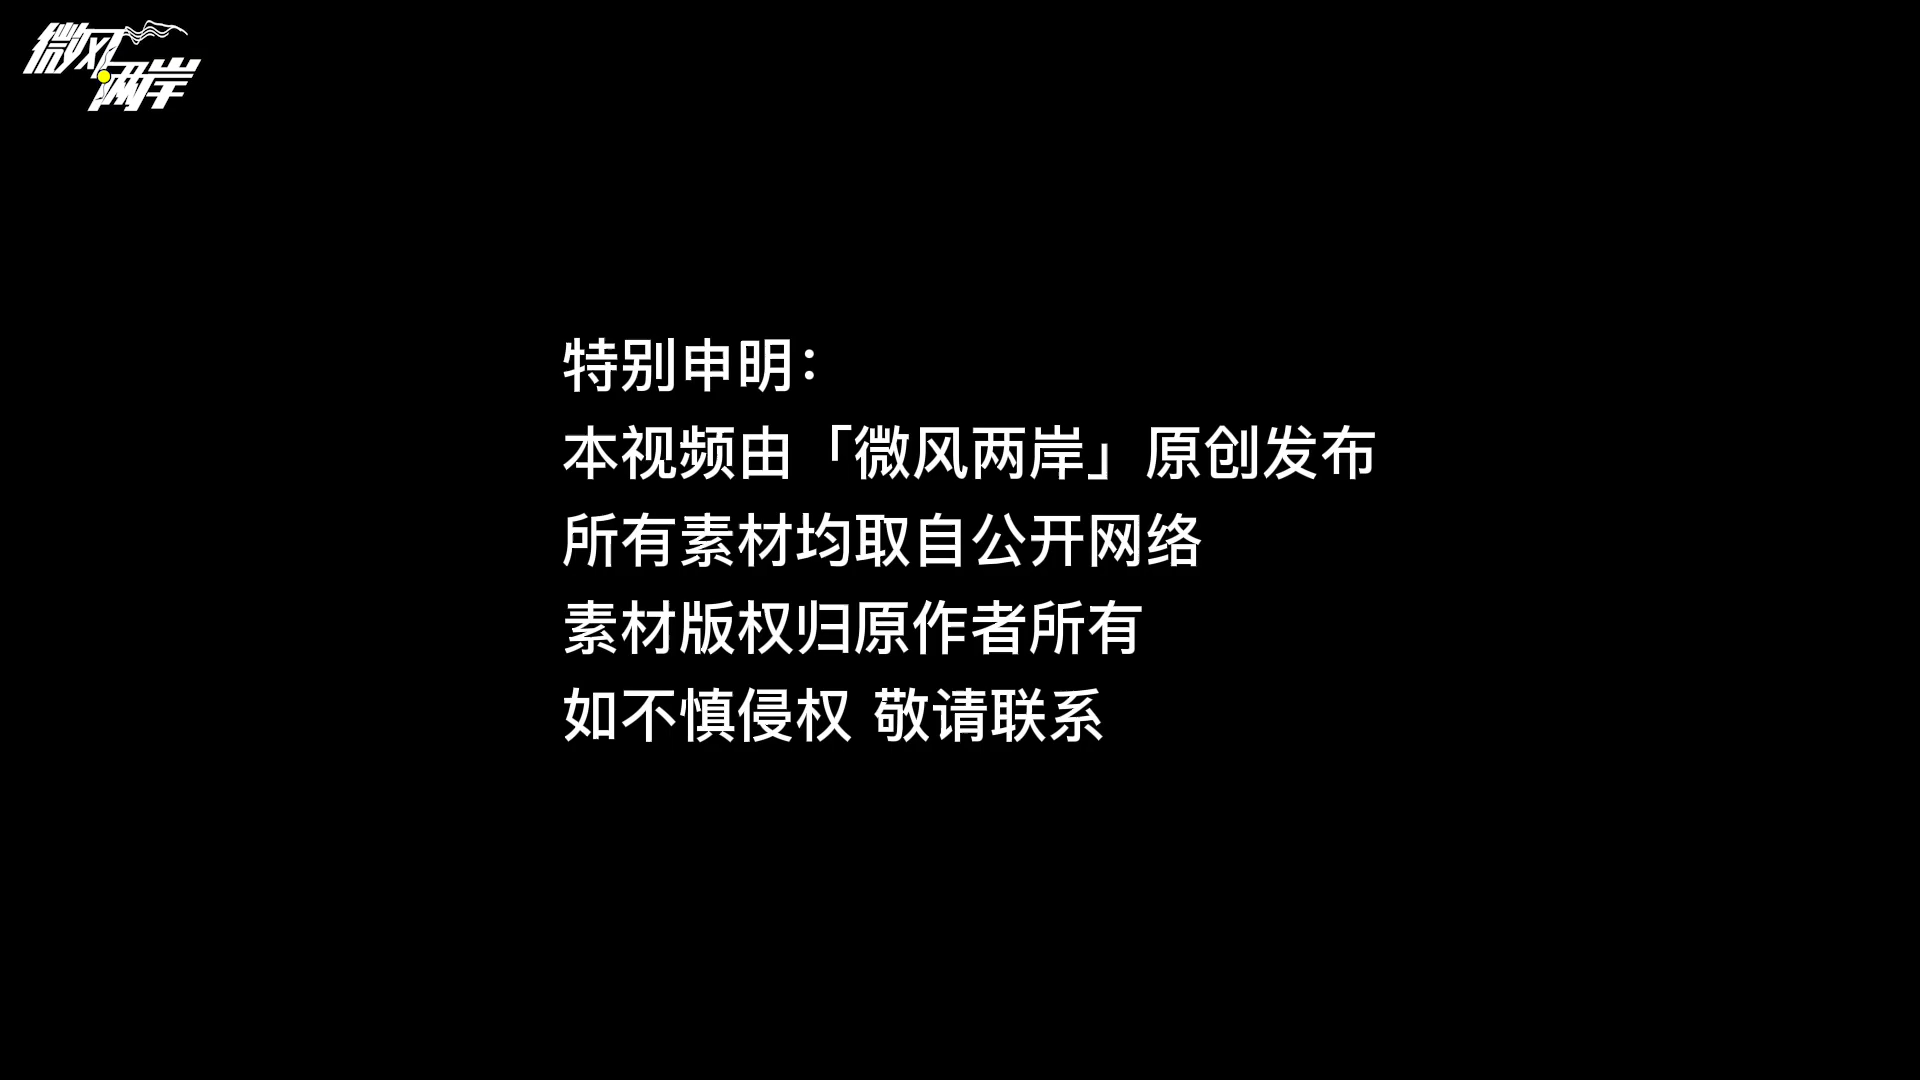 微风
两岸
特别申明：
本视频由「微风两岸」原创发布
所有素材均取自公开网络
素材版权归原作者所有
如不慎侵权 敬请联系